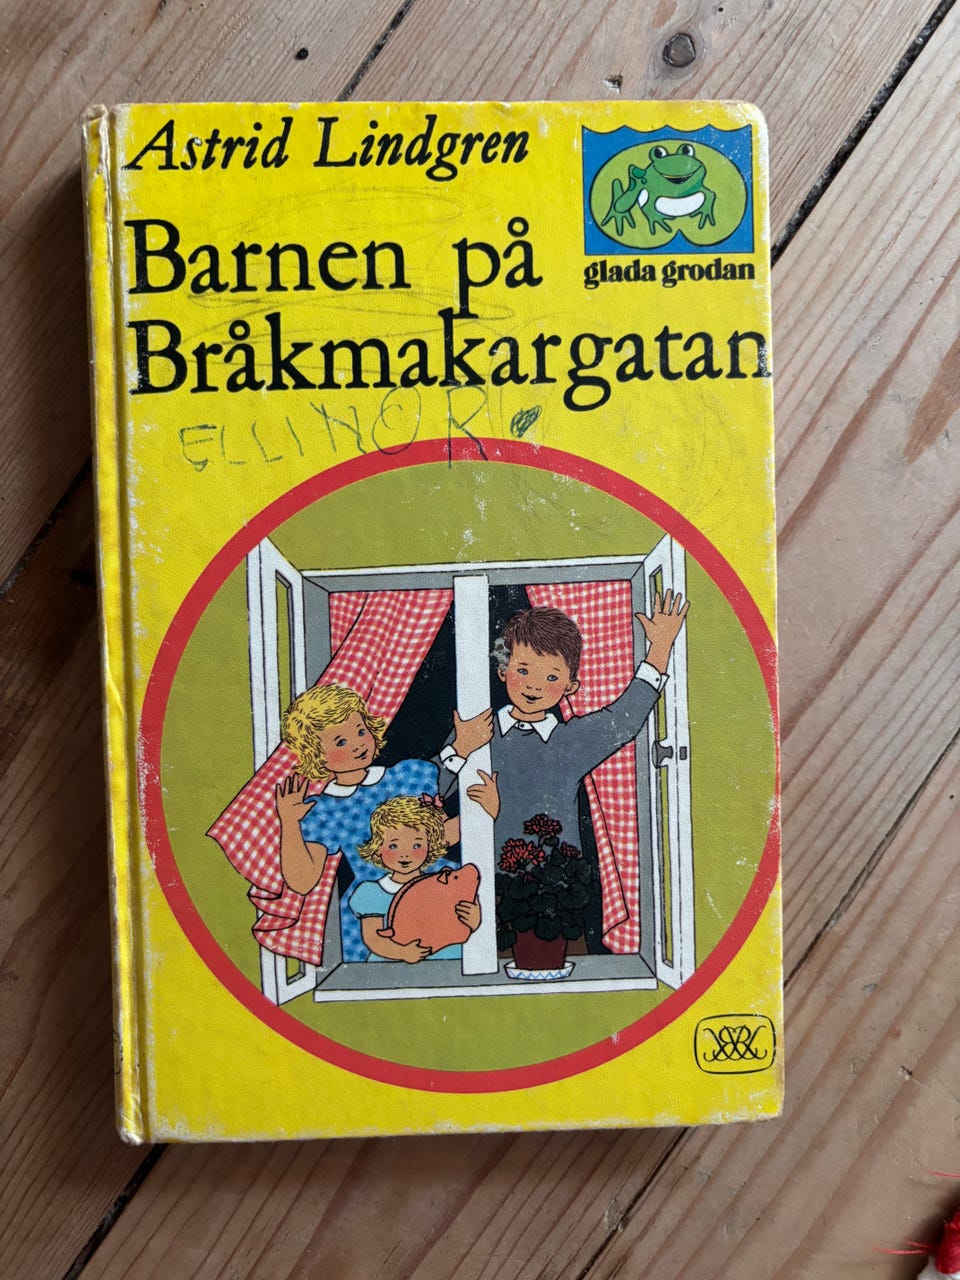 Astrid Lindgren
glada grodan
Barnen på
Bråkmakargatan
ELLINOR